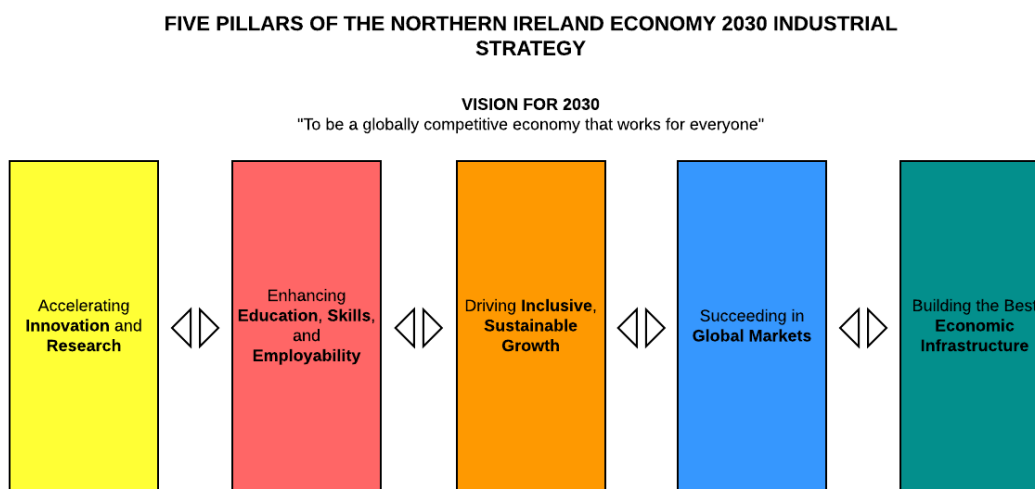 FIVE PILLARS OF THE NORTHERN IRELAND ECONOMY 2030 INDUSTRIAL
STRATEGY
VISION FOR 2030
"To be a globally competitive economy that works for everyone"
Accelerating
Innovation and
Research
Enhancing
Education, Skills,
and
Employability
Driving Inclusive,
Sustainable
Growth
Succeeding in
Global Markets
Building the Best
Economic
Infrastructure